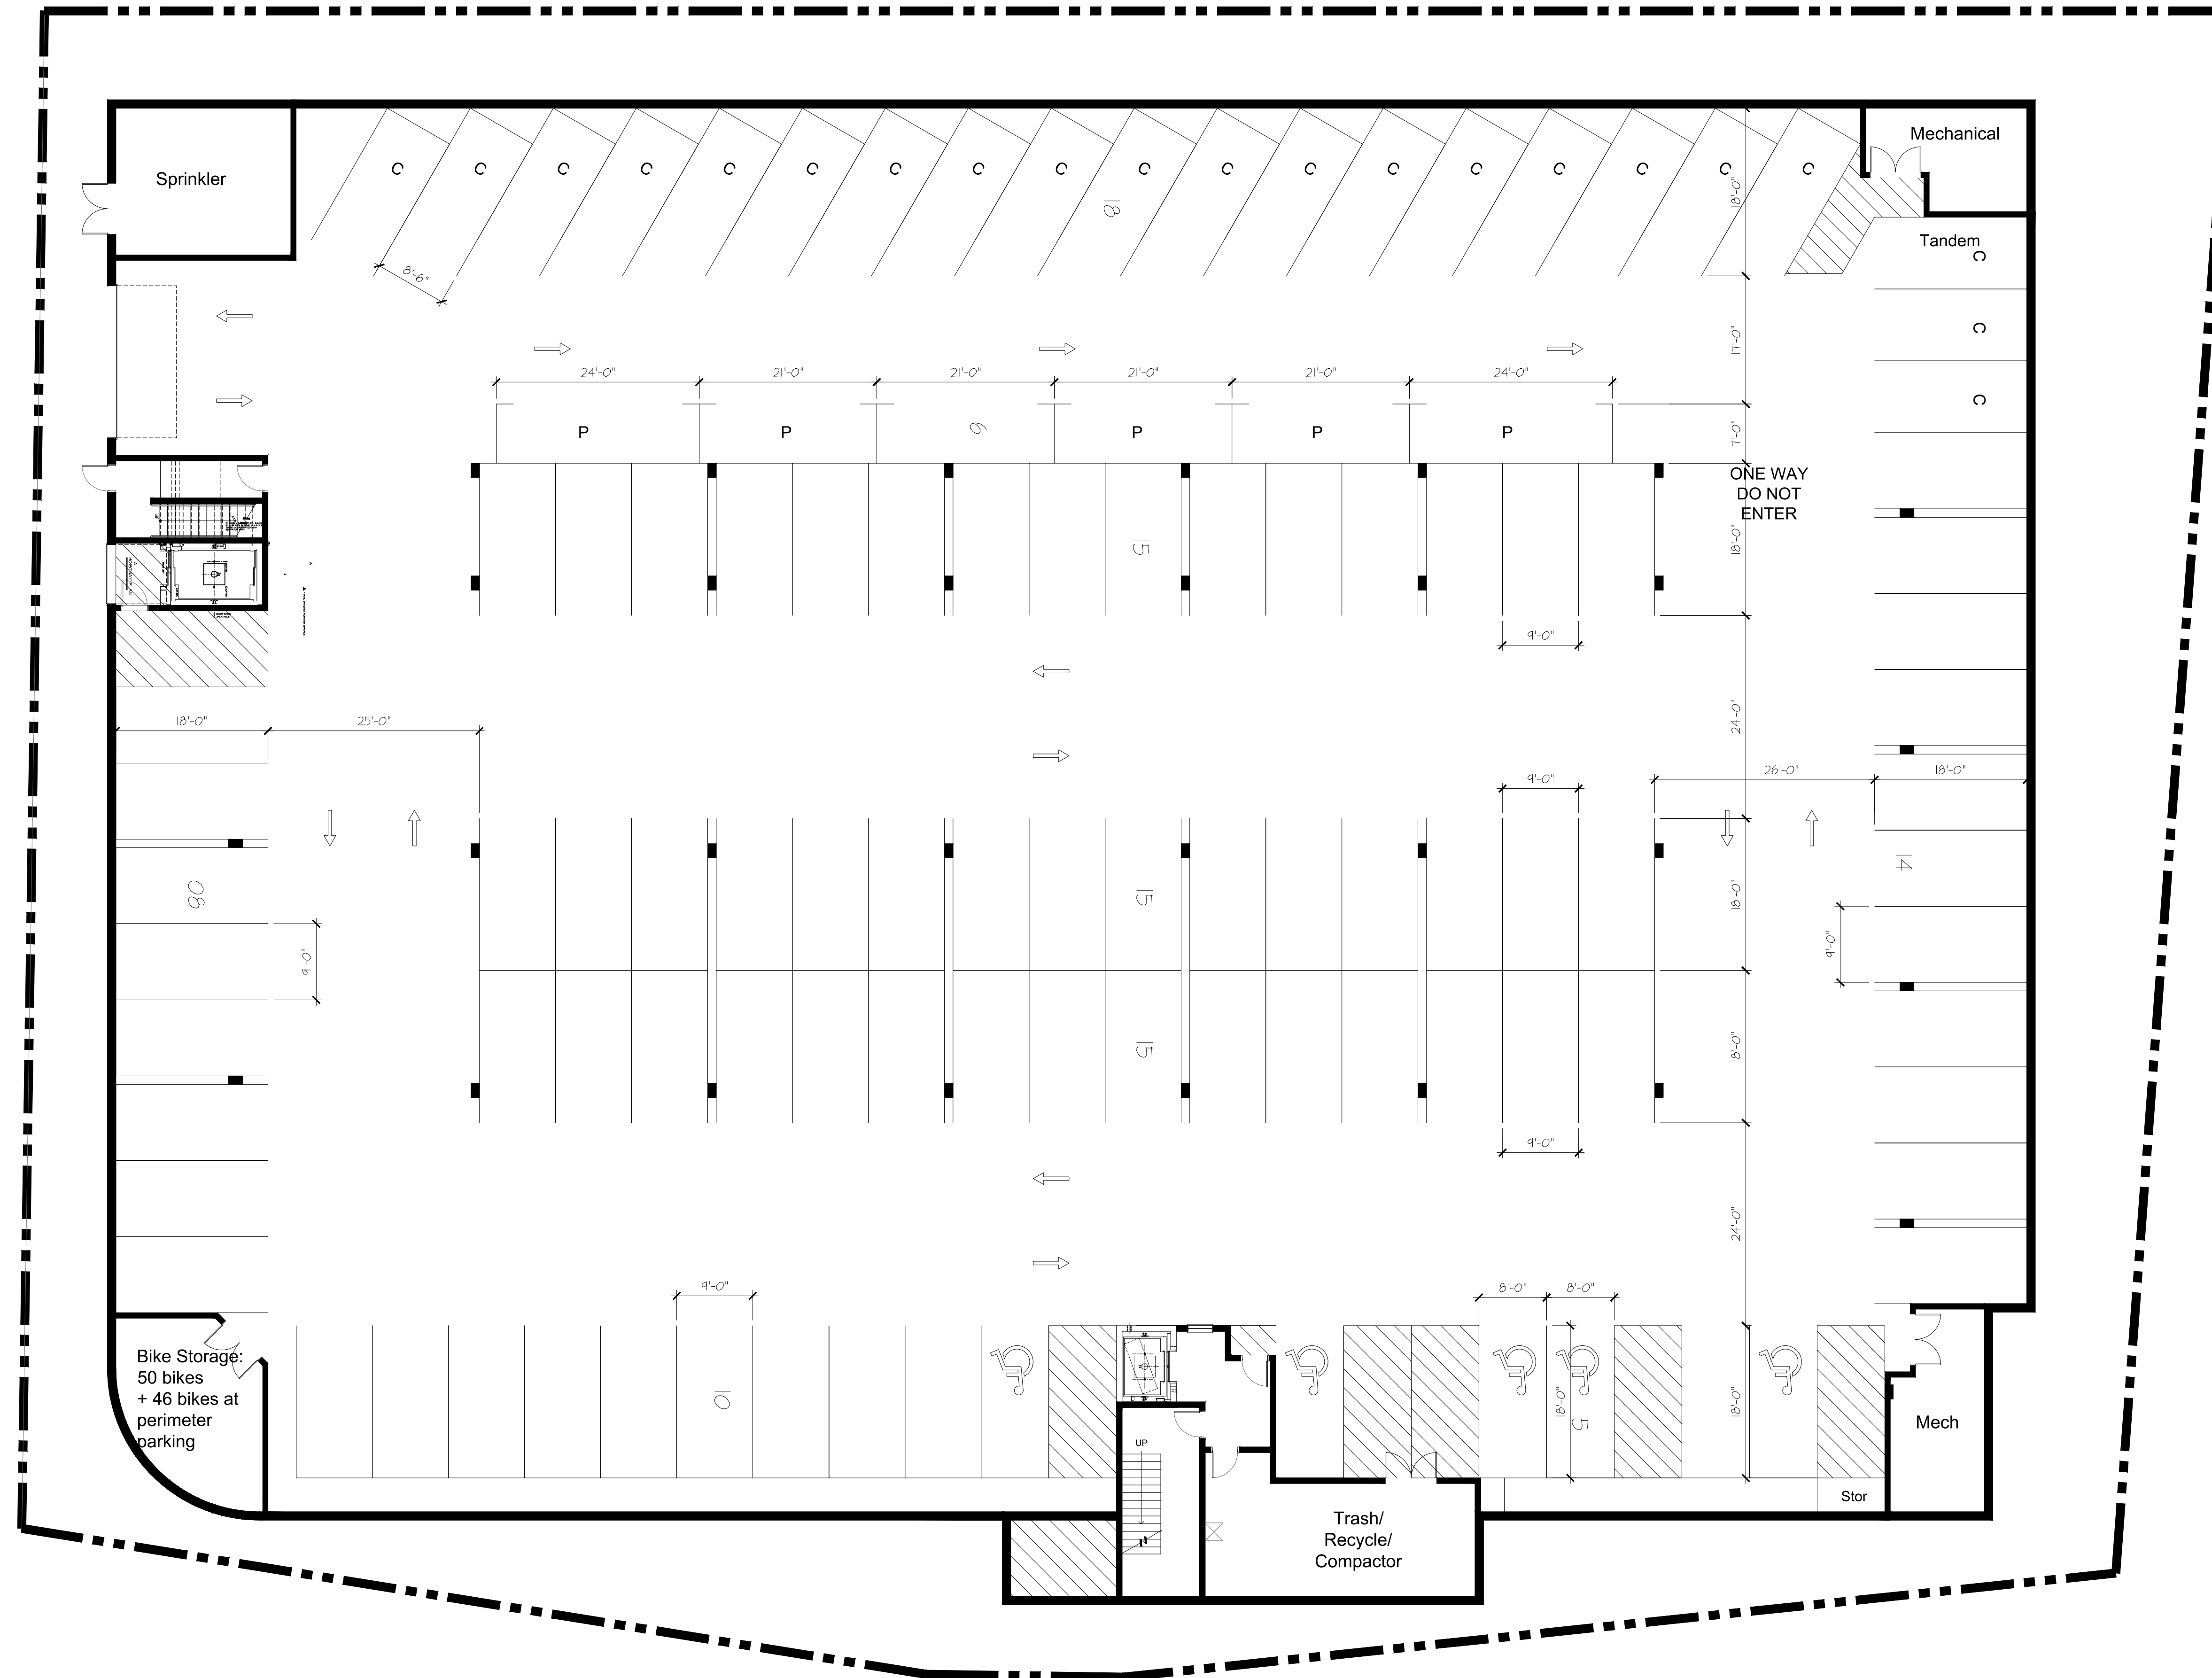 Sprinkler
C C C C C C C C C C C C C C C C C C
Mechanical
18
18'-0"
8'-6"
Tandem
C
C
C
17'-0"
24'-0" 21'-0" 21'-0" 21'-0" 21'-0" 24'-0"
P P 6 P P P
7'-0"
ONE WAY
DO NOT
ENTER
15
18'-0"
9'-0"
18'-0" 25'-0"
24'-0"
9'-0"
26'-0" 18'-0"
08
15
18'-0"
14
9'-0"
9'-0"
15
18'-0"
9'-0"
24'-0"
9'-0"
8'-0" 8'-0"
Bike Storage:
50 bikes
+ 46 bikes at
perimeter
parking
10
UP
18'-0"
5
18'-0"
Mech
Stor
Trash/
Recycle/
Compactor